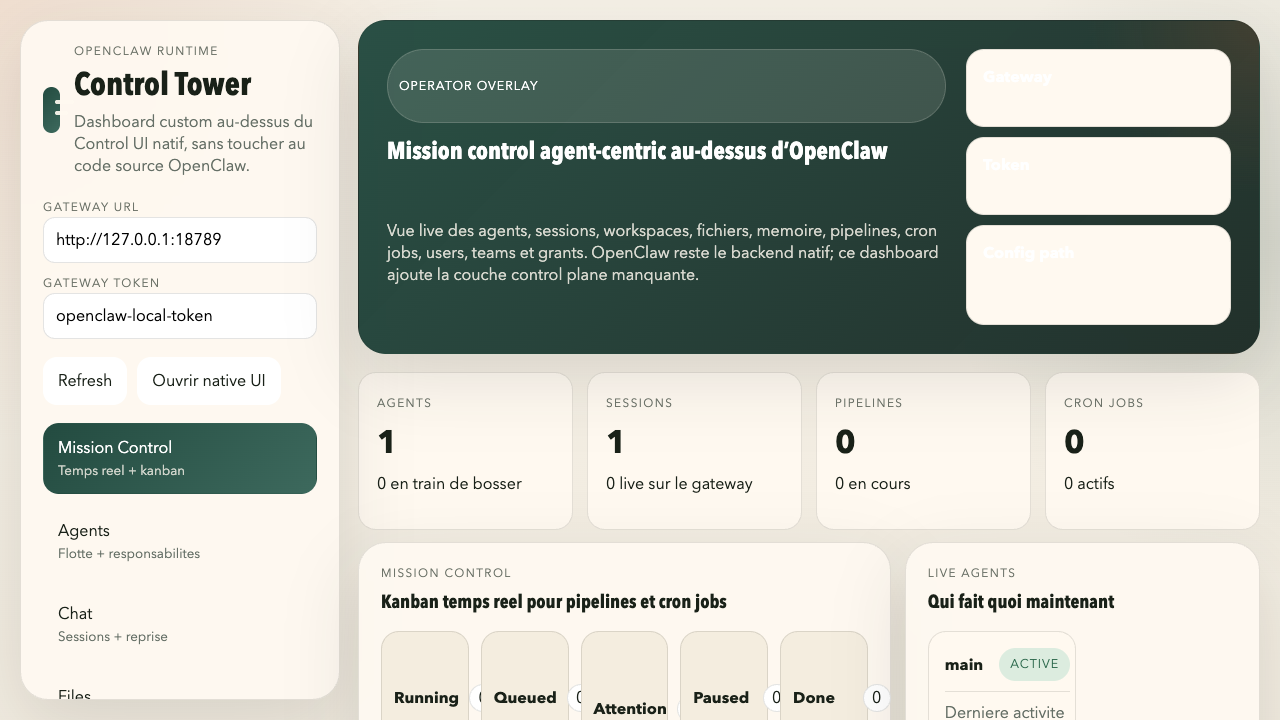 OPENCLAW RUNTIME
Control Tower
Dashboard custom au-dessus du
Control UI natif, sans toucher au
code source OpenClaw.
GATEWAY URL
http://127.0.0.1:18789
GATEWAY TOKEN
openclaw-local-token
Refresh
Ouvrir native UI
Mission Control
Temps reel + kanban
Agents
Flotte + responsabilites
Chat
Sessions + reprise
Files
OPERATOR OVERLAY
Mission control agent-centric au-dessus d’OpenClaw
Vue live des agents, sessions, workspaces, fichiers, memoire, pipelines, cron
jobs, users, teams et grants. OpenClaw reste le backend natif; ce dashboard
ajoute la couche control plane manquante.
Gateway
Token
Config path
AGENTS
1
0 en train de bosser
SESSIONS
1
0 live sur le gateway
PIPELINES
0
0 en cours
CRON JOBS
0
0 actifs
MISSION CONTROL
Kanban temps reel pour pipelines et cron jobs
Running
Queued
Attention
Paused
Done
0
LIVE AGENTS
Qui fait quoi maintenant
main
ACTIVE
Derniere activite